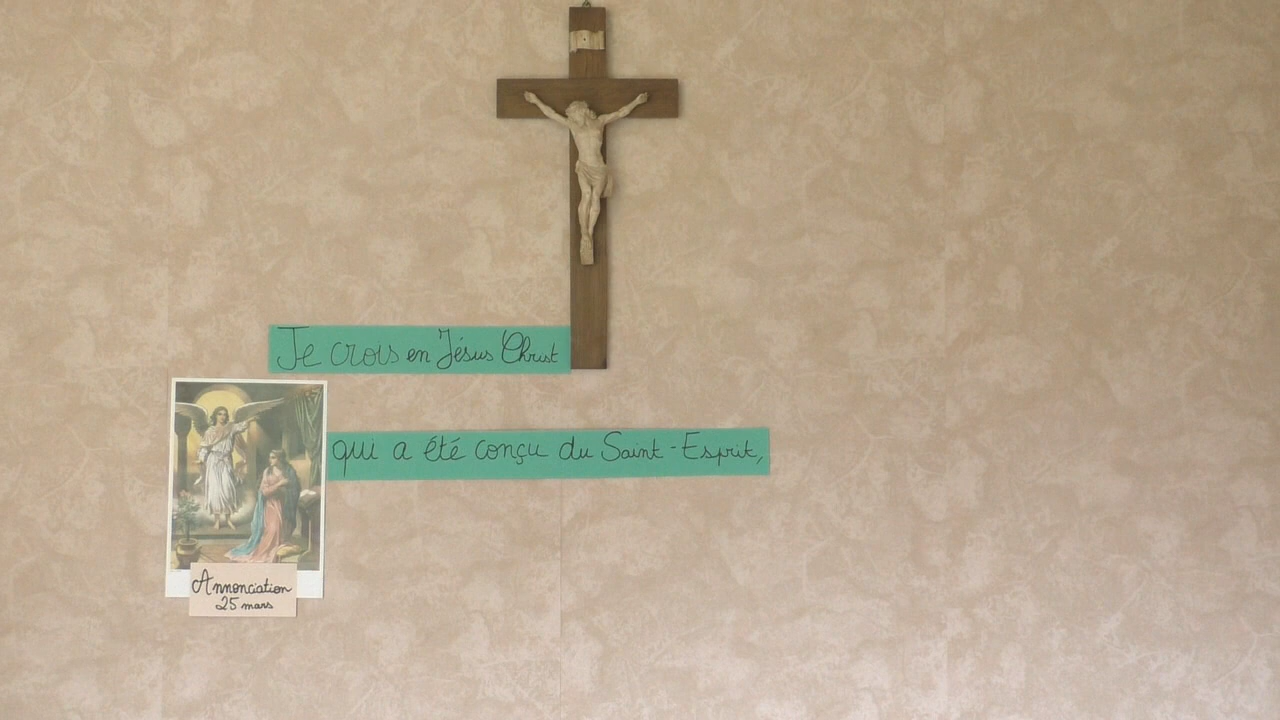 Je crois en Jésus Christ
qui a été conçu du Saint-Esprit,
Annonciation
25 mars